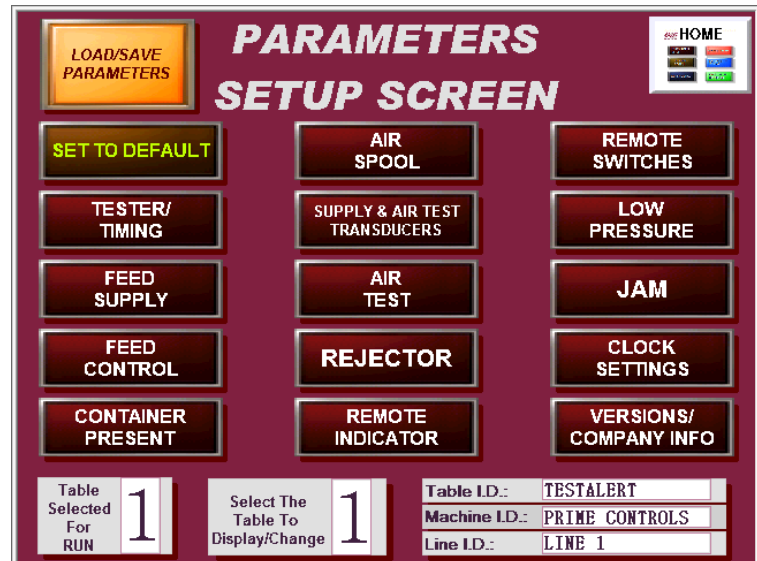 LOAD/SAVE
PARAMETERS
PARAMETERS
SETUP SCREEN
HOME
SET TO DEFAULT
AIR
SPOOL
REMOTE
SWITCHES
TESTER/
TIMING
SUPPLY & AIR TEST
TRANSDUCERS
LOW
PRESSURE
FEED
SUPPLY
AIR
TEST
JAM
FEED
CONTROL
REJECTOR
CLOCK
SETTINGS
CONTAINER
PRESENT
REMOTE
INDICATOR
VERSIONS/
COMPANY INFO
Table
Selected
For
RUN
1
Select The
Table To
Display/Change
1
Table I.D.: TESTALERT
Machine I.D.: PRIME CONTROLS
Line I.D.: LINE 1